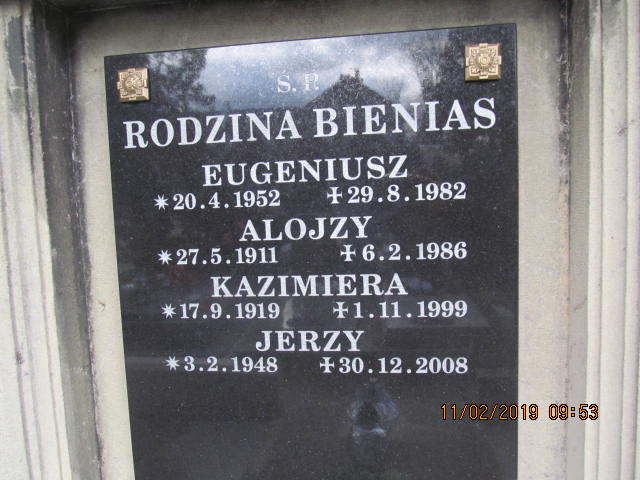 Ś. P.
RODZINA BIENIAS
EUGENIUSZ
✴20.4.1952 ✝29.8.1982
ALOJZY
✴27.5.1911 ✝6.2.1986
KAZIMIERA
✴17.9.1919 ✝1.11.1999
JERZY
✴3.2.1948 ✝30.12.2008
11/02/2019 09:53